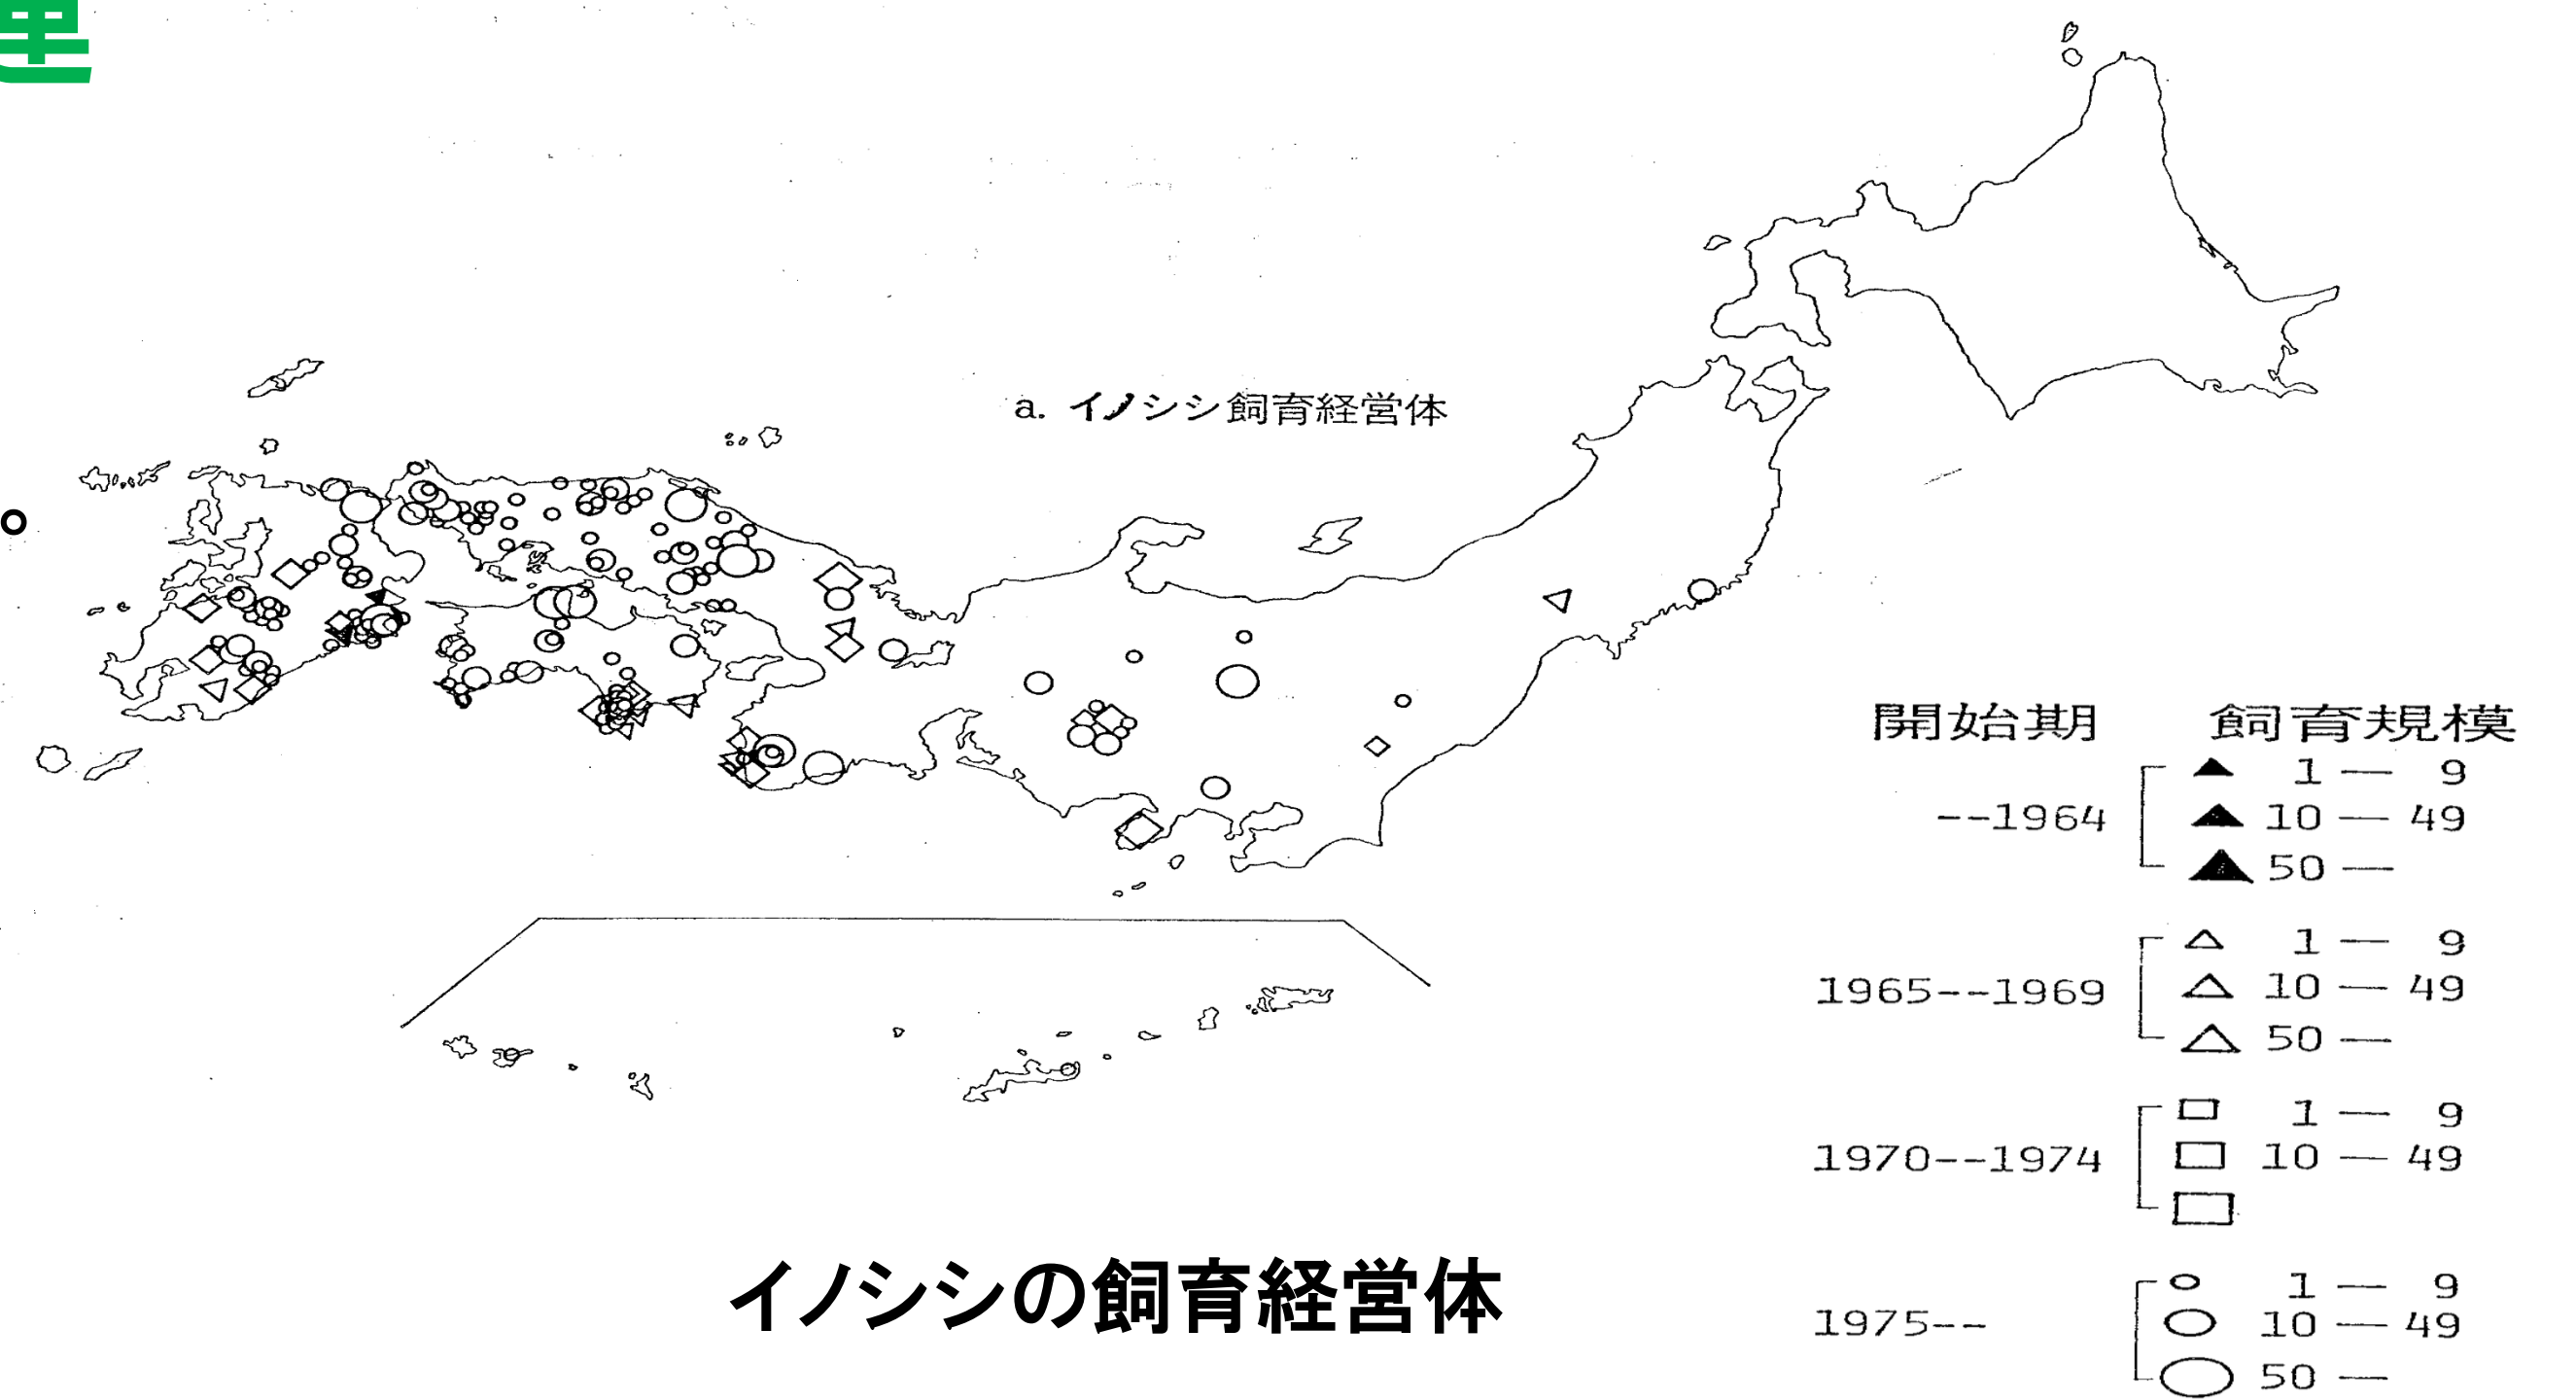 理
。
a. イノシシ飼育経営体
開始期 飼育規模
--1964
1 — 9
10 — 49
50 —
1965--1969
1 — 9
10 — 49
50 —
1970--1974
1 — 9
10 — 49
1975--
1 — 9
10 — 49
50 —
イノシシの飼育経営体